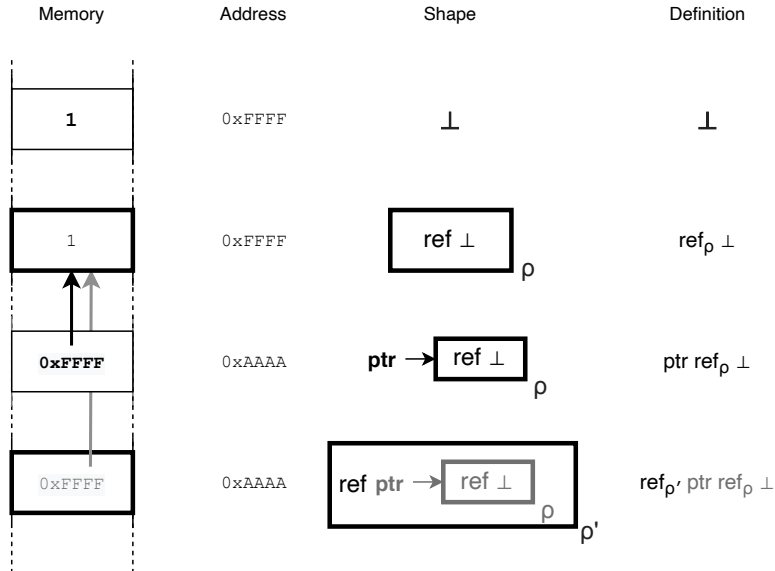 Memory Address Shape Definition
1 0xFFFF ⊥ ⊥
1 0xFFFF ref ⊥ ρ refρ ⊥
0xFFFF 0xAAAA ptr ref ⊥ ρ ptr refρ ⊥
0xFFFF 0xAAAA ref ptr ref ⊥ ρ ρ' refρ' ptr refρ ⊥